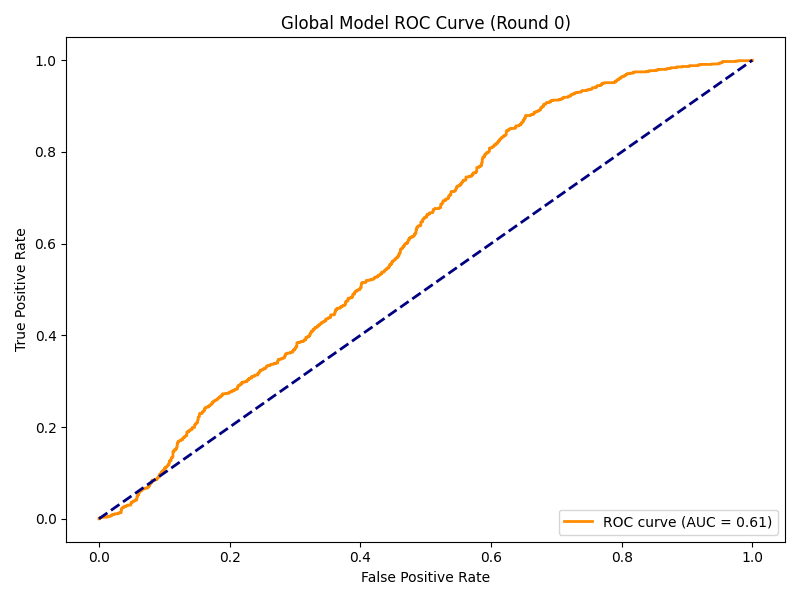 Global Model ROC Curve (Round 0)
True Positive Rate
1.0
0.8
0.6
0.4
0.2
0.0
ROC curve (AUC = 0.61)
0.0 0.2 0.4 0.6 0.8 1.0
False Positive Rate